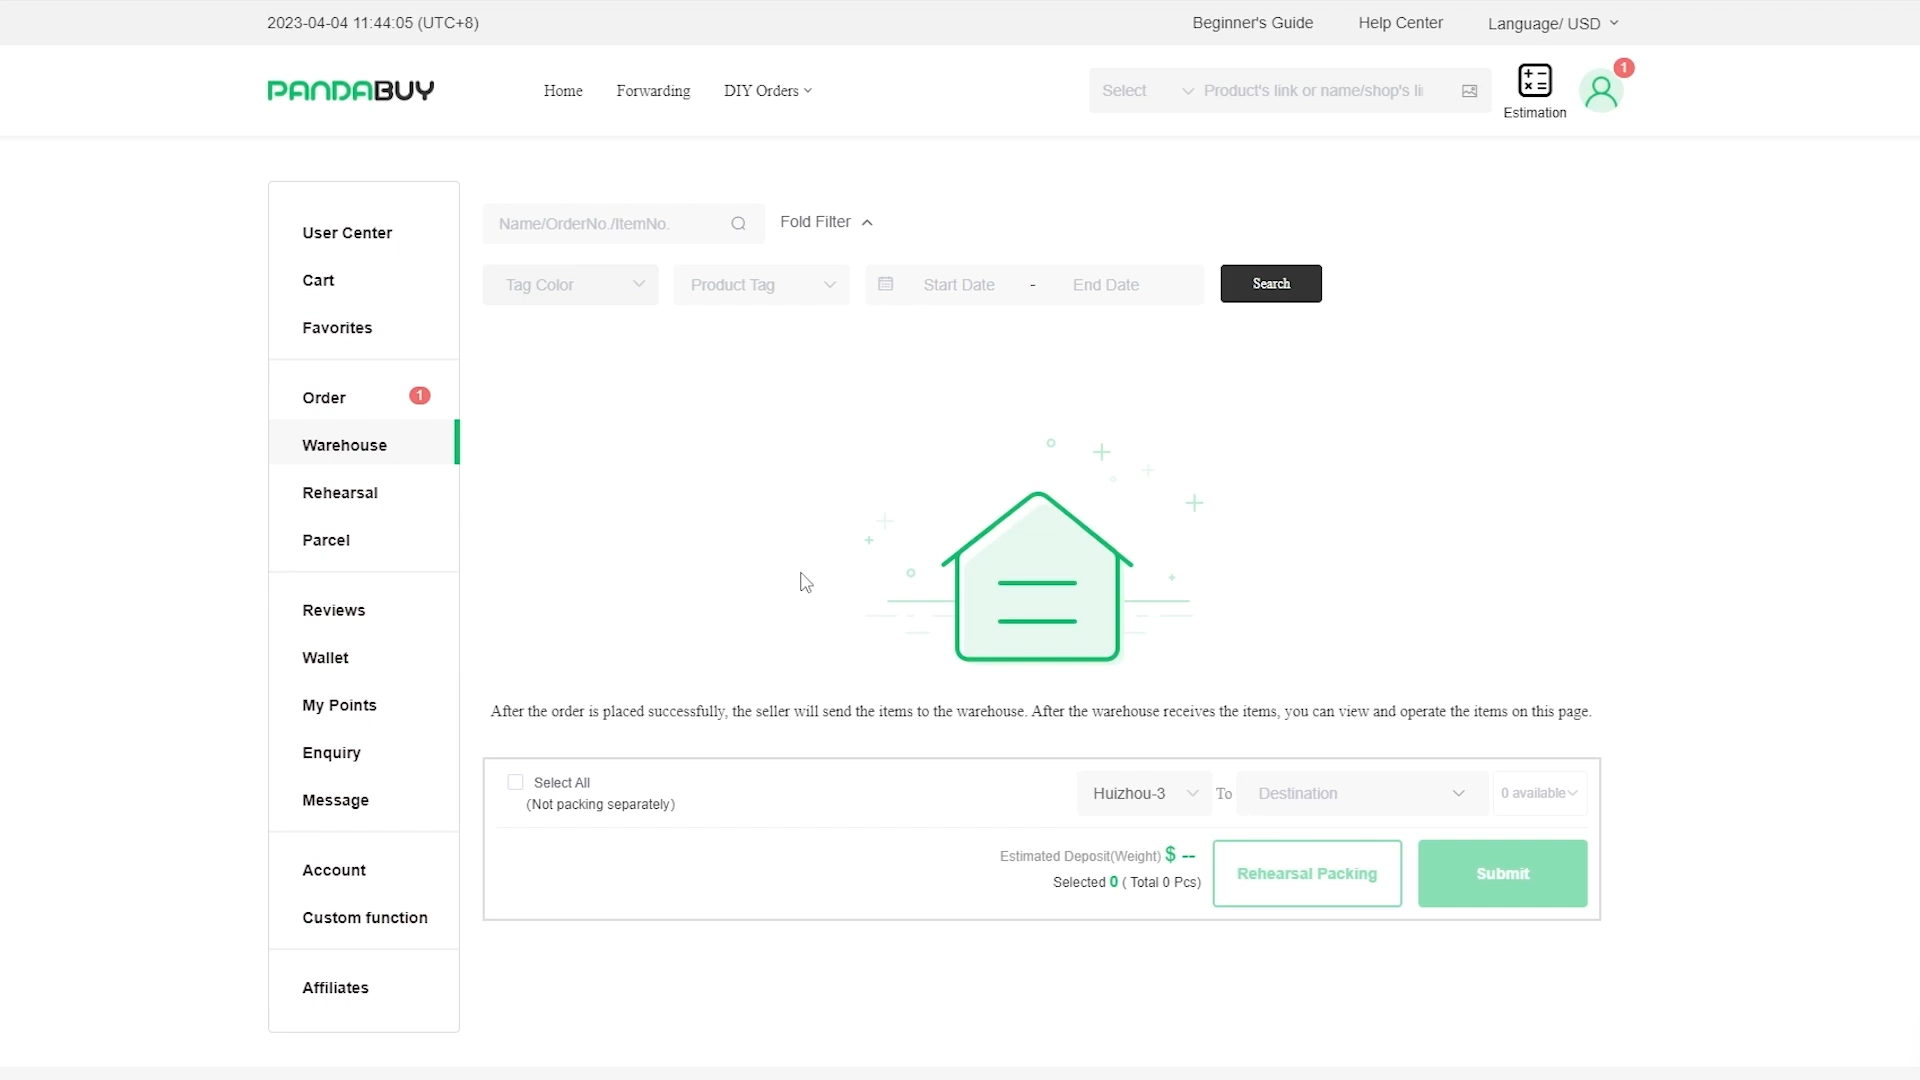 2023-04-04 11:44:05 (UTC+8)
Beginner's Guide
Help Center
Language/ USD
PANDABUY
Home
Forwarding
DIY Orders
Select
Product's link or name/shop's li
Estimation
1
User Center
Cart
Favorites
Order
1
Warehouse
Rehearsal
Parcel
Reviews
Wallet
My Points
Enquiry
Message
Account
Custom function
Affiliates
Name/OrderNo./ItemNo.
Fold Filter
Tag Color
Product Tag
Start Date
-
End Date
Search
After the order is placed successfully, the seller will send the items to the warehouse. After the warehouse receives the items, you can view and operate the items on this page.
Select All
(Not packing separately)
Huizhou-3
To
Destination
0 available
Estimated Deposit(Weight) $ --
Selected 0 ( Total 0 Pcs)
Rehearsal Packing
Submit